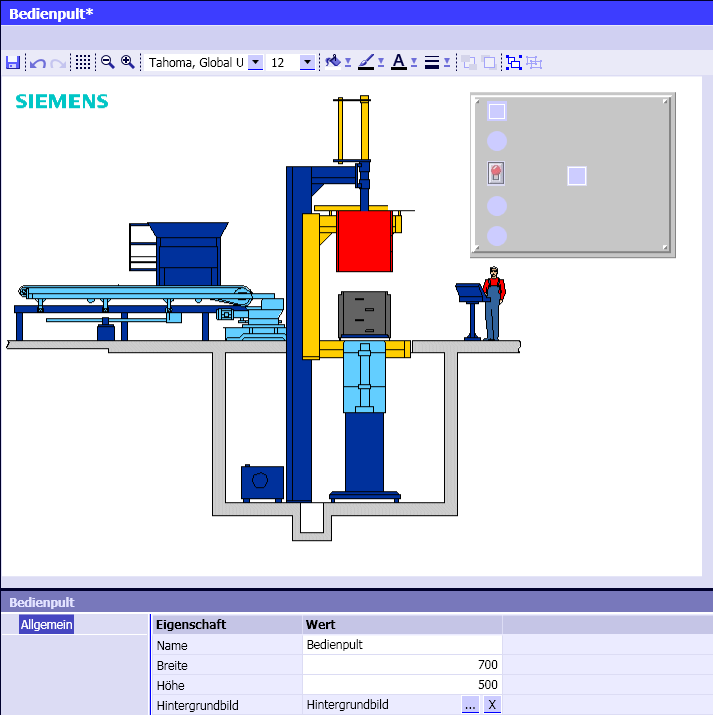 Bedienpult*
Tahoma, Global U 12
SIEMENS
Bedienpult
Allgemein
Eigenschaft Wert
Name Bedienpult
Breite 700
Höhe 500
Hintergrundbild Hintergrundbild ... X